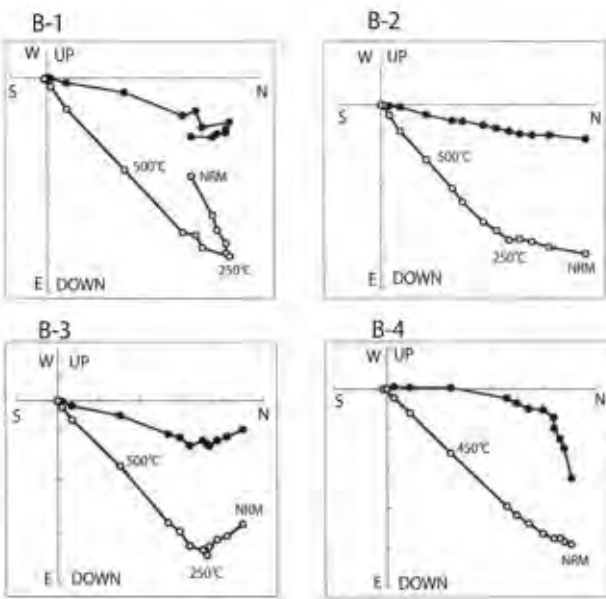 B-1
W UP
S N
500℃
NRM
250℃
E DOWN
B-2
W UP
S N
500℃
250℃
NRM
E DOWN
B-3
W UP
S N
500℃
NRM
250℃
E DOWN
B-4
W UP
S N
450℃
NRM
E DOWN